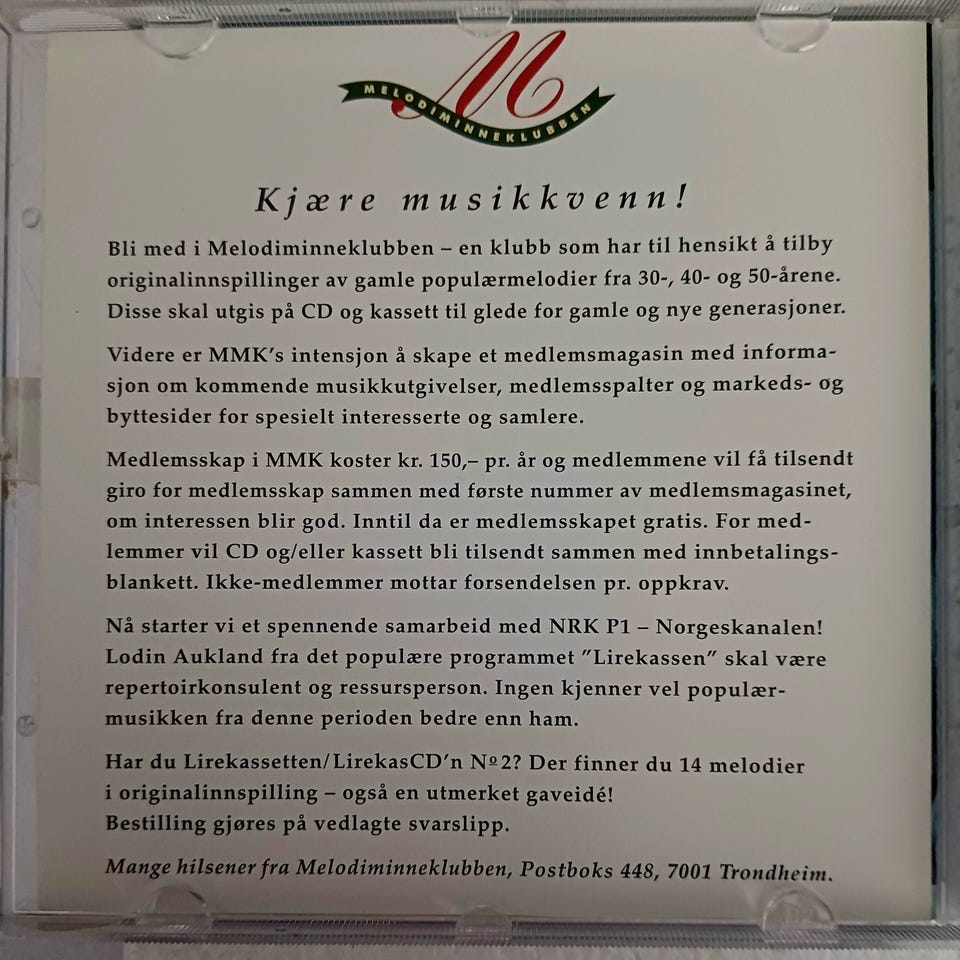 M
MELODIMINNEKLUBBEN
Kjære musikkvenn!
Bli med i Melodiminneklubben – en klubb som har til hensikt å tilby
originalinnspillinger av gamle populærmelodier fra 30-, 40- og 50-årene.
Disse skal utgis på CD og kassett til glede for gamle og nye generasjoner.
Videre er MMK's intensjon å skape et medlemsmagasin med informa-
sjon om kommende musikkutgivelser, medlemsspalter og markeds- og
byttesider for spesielt interesserte og samlere.
Medlemsskap i MMK koster kr. 150,– pr. år og medlemmene vil få tilsendt
giro for medlemsskap sammen med første nummer av medlemsmagasinet,
om interessen blir god. Inntil da er medlemsskapet gratis. For med-
lemmer vil CD og/eller kassett bli tilsendt sammen med innbetalings-
blankett. Ikke-medlemmer mottar forsendelsen pr. oppkrav.
Nå starter vi et spennende samarbeid med NRK P1 – Norgeskanalen!
Lodin Aukland fra det populære programmet "Lirekassen" skal være
repertoirkonsulent og ressursperson. Ingen kjenner vel populær-
musikken fra denne perioden bedre enn ham.
Har du Lirekassetten/LirekasCD'n Nº2? Der finner du 14 melodier
i originalinnspilling – også en utmerket gaveidé!
Bestilling gjøres på vedlagte svarslipp.
Mange hilsener fra Melodiminneklubben, Postboks 448, 7001 Trondheim.